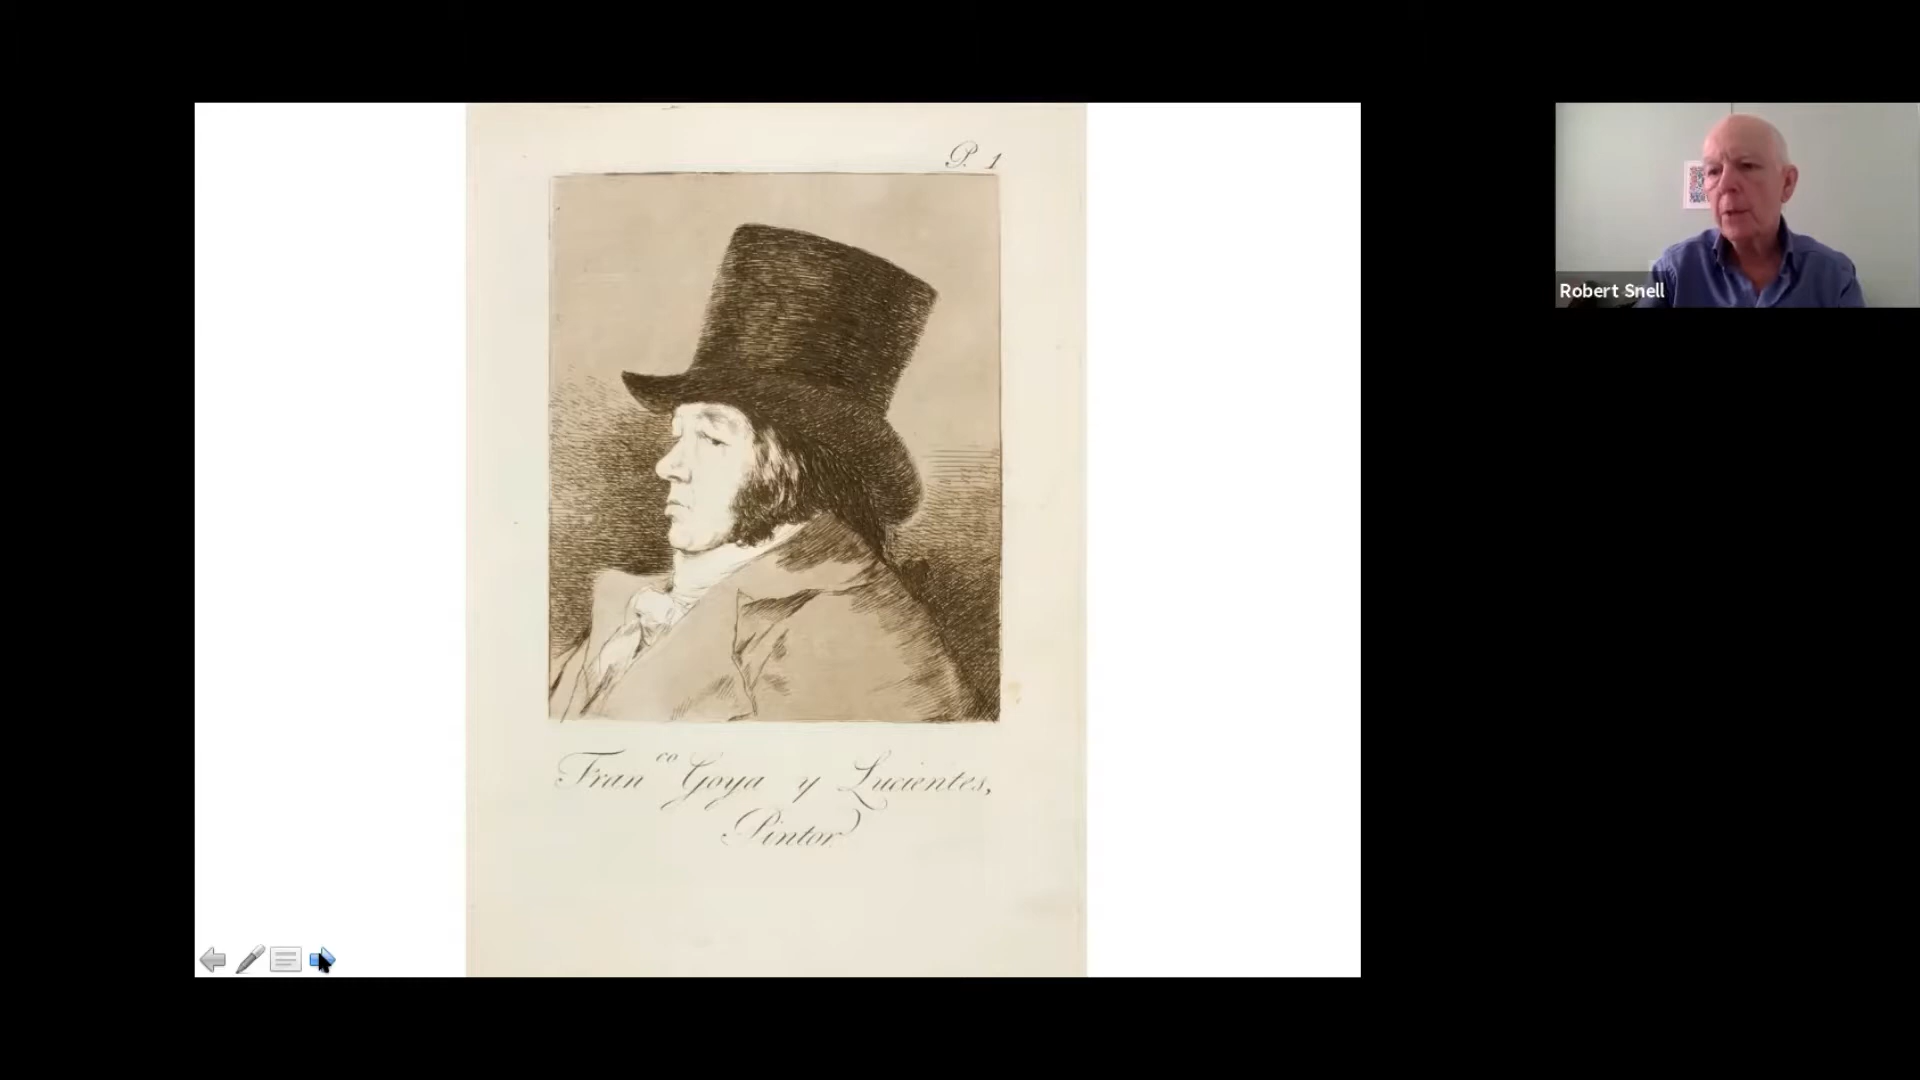 P. 1
Fran^co Goya y Lucientes,
Pintor
Robert Snell